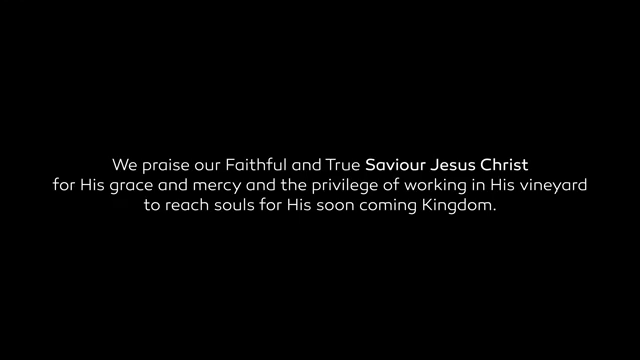 We praise our Faithful and True Saviour Jesus Christ
for His grace and mercy and the privilege of working in His vineyard
to reach souls for His soon coming Kingdom.